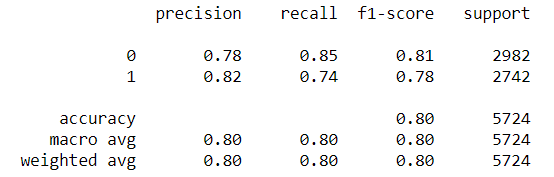 precision recall f1-score support
0 0.78 0.85 0.81 2982
1 0.82 0.74 0.78 2742
accuracy 0.80 5724
macro avg 0.80 0.80 0.80 5724
weighted avg 0.80 0.80 0.80 5724